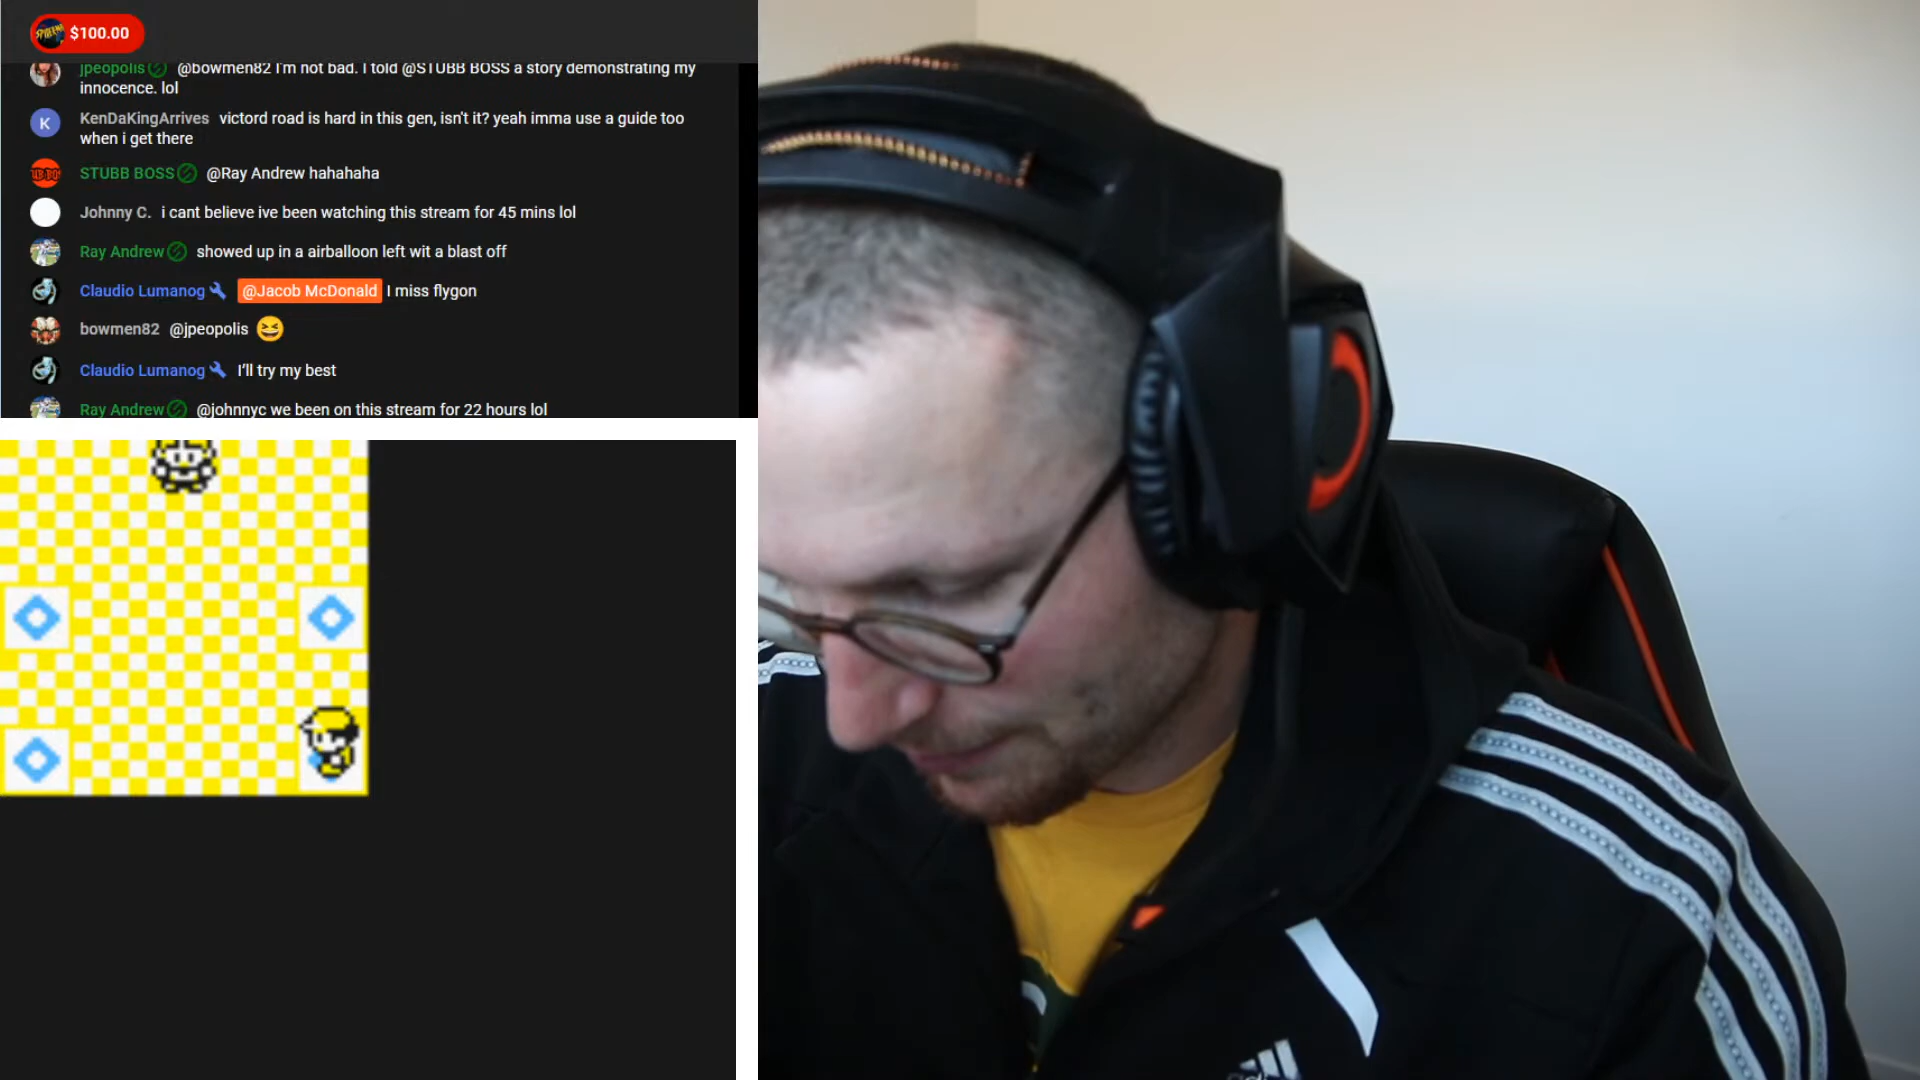 $100.00
jpeopolis @bowmen82 I'm not bad. I told @STUBB BOSS a story demonstrating my
innocence. lol
K KenDaKingArrives victord road is hard in this gen, isn't it? yeah imma use a guide too
when i get there
STUBB BOSS @Ray Andrew hahahaha
Johnny C. i cant believe ive been watching this stream for 45 mins lol
Ray Andrew showed up in a airballoon left wit a blast off
Claudio Lumanog @Jacob McDonald I miss flygon
bowmen82 @jpeopolis
Claudio Lumanog I'll try my best
Ray Andrew @johnnyc we been on this stream for 22 hours lol